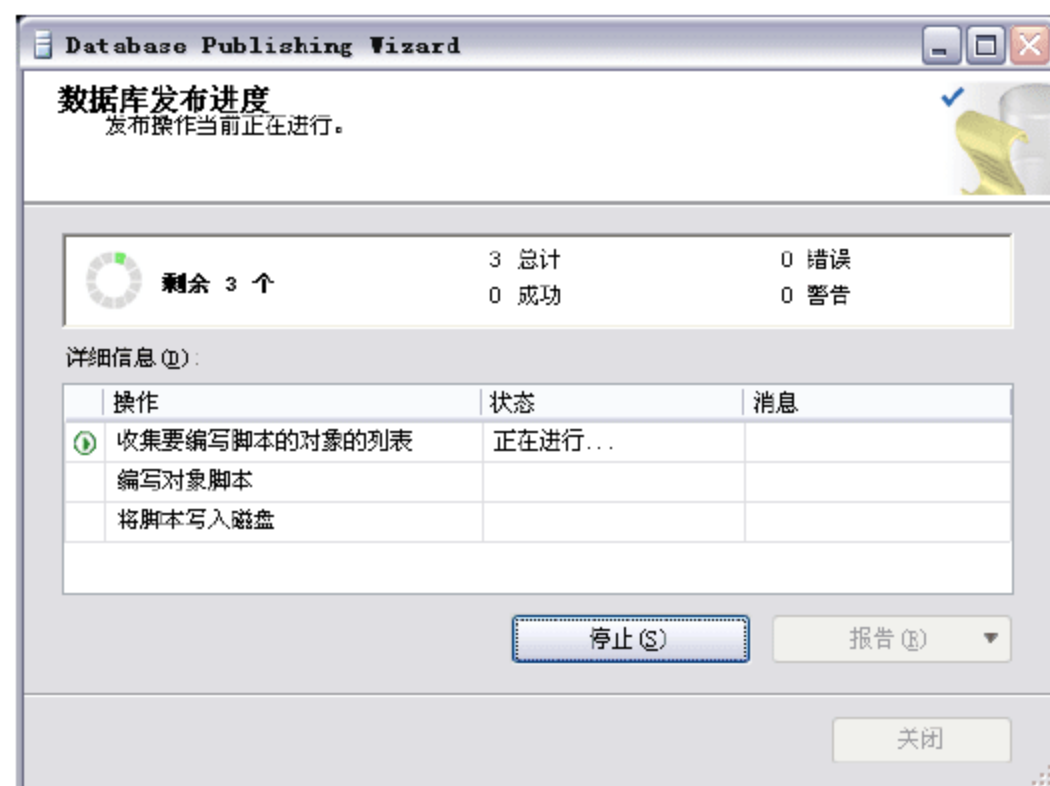 Database Publishing Wizard
数据库发布进度
发布操作当前正在进行。
剩余 3 个
3 总计
0 错误
0 成功
0 警告
详细信息(D):
操作 状态 消息
收集要编写脚本的对象的列表 正在进行...
编写对象脚本
将脚本写入磁盘
停止(S) 报告(R)
关闭